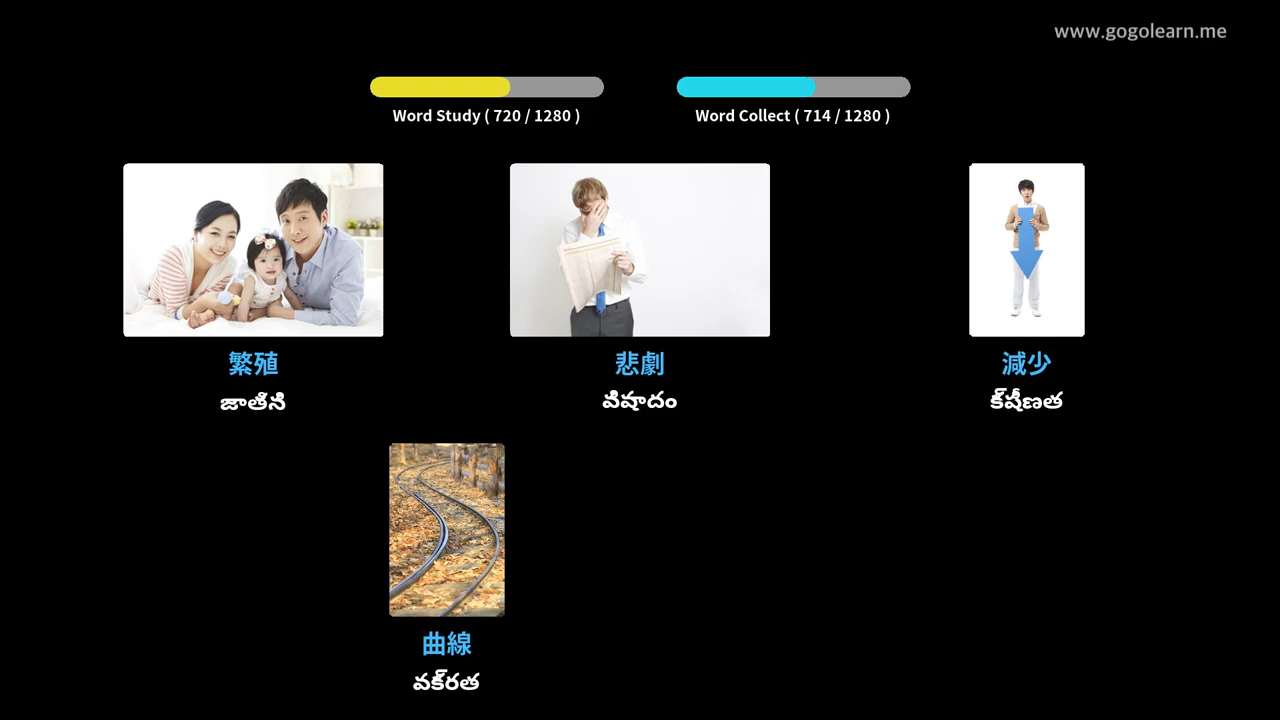 www.gogolearn.me
Word Study ( 720 / 1280 )
Word Collect ( 714 / 1280 )
繁殖
悲劇
減少
జాతిని
విషాదం
క్షీణత
曲線
వక్రత